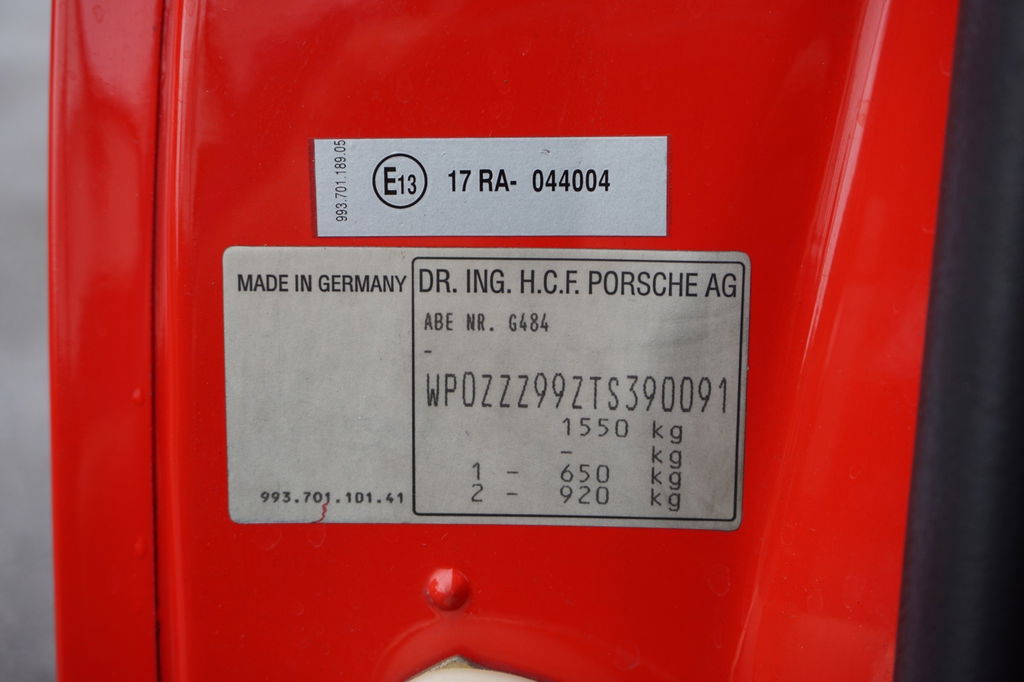 993.701.189.05
E13 17 RA- 044004
MADE IN GERMANY
993.701.1D1.41
DR. ING. H.C.F. PORSCHE AG
ABE NR. G484
-
WP0ZZZ99ZTS390091
1550 kg
- kg
1 - 650 kg
2 - 920 kg